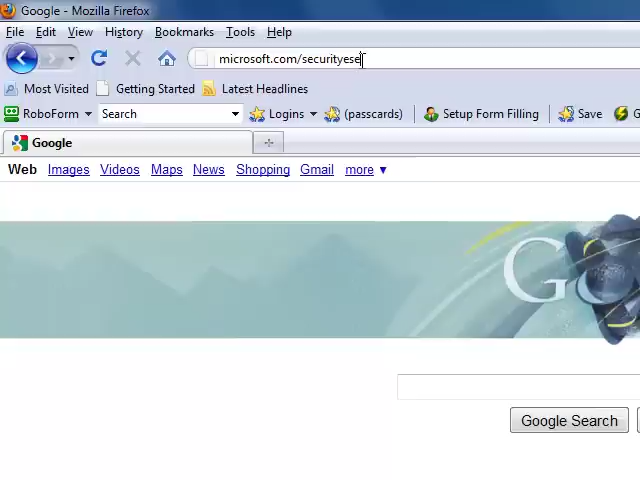 Google - Mozilla Firefox
File Edit View History Bookmarks Tools Help
microsoft.com/securityese
Most Visited Getting Started Latest Headlines
RoboForm Search Logins (passcards) Setup Form Filling Save G
Google
Web Images Videos Maps News Shopping Gmail more
Go
Google Search